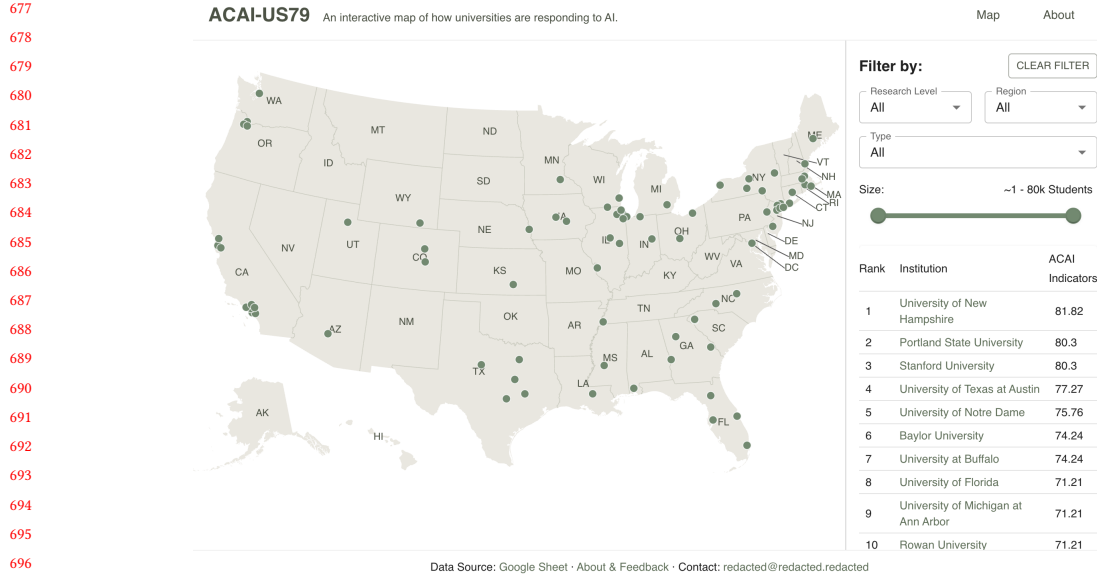 677
678
679
680
681
682
683
684
685
686
687
688
689
690
691
692
693
694
695
696
ACAI-US79 An interactive map of how universities are responding to AI.
Map About
WA
OR
ID
MT
ND
MN
SD
WY
WI
MI
ME
VT
NH
MA
RI
CT
NY
PA
NJ
DE
MD
DC
NV
UT
CO
NE
IA
IL
IN
OH
WV
VA
CA
KS
MO
KY
AZ
NM
OK
AR
TN
NC
SC
TX
LA
MS
AL
GA
FL
AK
HI
Filter by: CLEAR FILTER
Research Level
All
Region
All
Type
All
Size: ~1 - 80k Students
Rank Institution ACAI Indicators
1 University of New Hampshire 81.82
2 Portland State University 80.3
3 Stanford University 80.3
4 University of Texas at Austin 77.27
5 University of Notre Dame 75.76
6 Baylor University 74.24
7 University at Buffalo 74.24
8 University of Florida 71.21
9 University of Michigan at Ann Arbor 71.21
10 Rowan University 71.21
Data Source: Google Sheet · About & Feedback · Contact: redacted@redacted.redacted